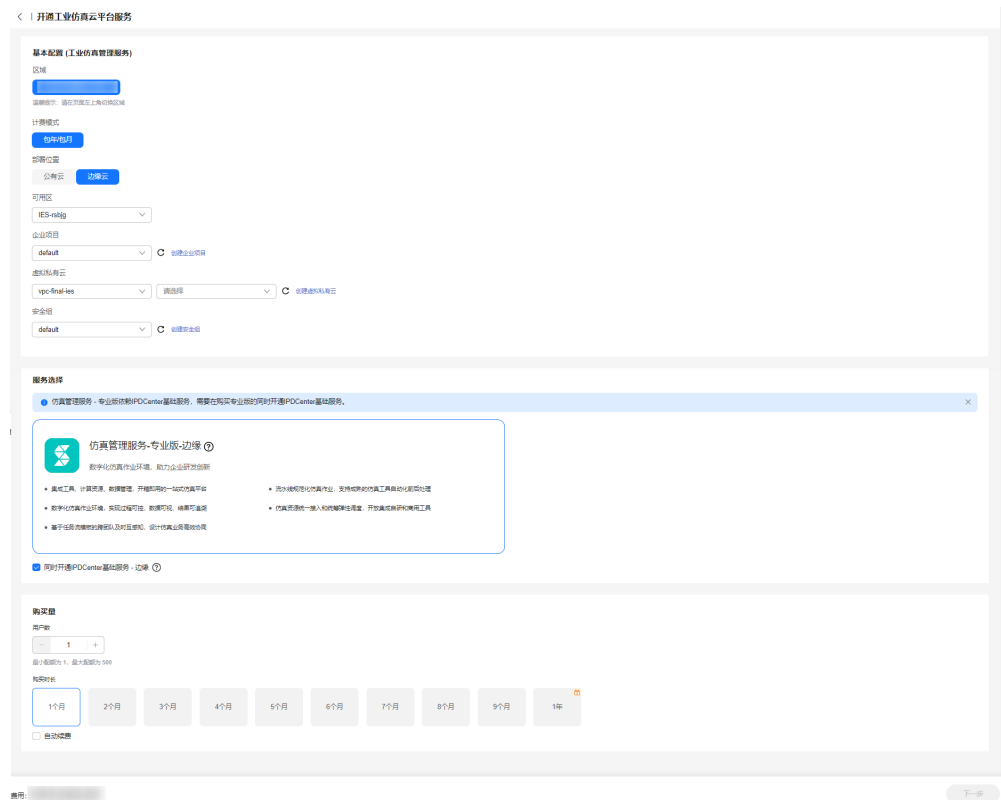 开通工业仿真云平台服务
基本配置 (工业仿真管理服务)
区域
温馨提示：请在页面左上角切换区域
计费模式
包年/包月
部署位置
公有云 边缘云
可用区
IES-rsbjg
企业项目
default 创建企业项目
虚拟私有云
vpc-final-ies 请选择 创建虚拟私有云
安全组
default 创建安全组
服务选择
仿真管理服务 - 专业版依赖IPDCenter基础服务，需要在购买专业版的同时开通IPDCenter基础服务。
仿真管理服务-专业版-边缘
数字化仿真作业环境，助力企业研发创新
集成工具、计算资源、数据管理，开箱即用的一站式仿真平台
流水线规范化仿真作业，支持成熟的仿真工具自动化前后处理
数字化仿真作业环境，实现过程可控、数据可视、结果可追溯
仿真资源统一接入和统筹弹性调度，开放集成自研和商用工具
基于任务流模板的跨团队及时互感知，设计仿真业务高效协同
同时开通IPDCenter基础服务 - 边缘
购买量
用户数
1
最小配额为 1，最大配额为 500
购买时长
1个月 2个月 3个月 4个月 5个月 6个月 7个月 8个月 9个月 1年
自动续费
费用:
下一步